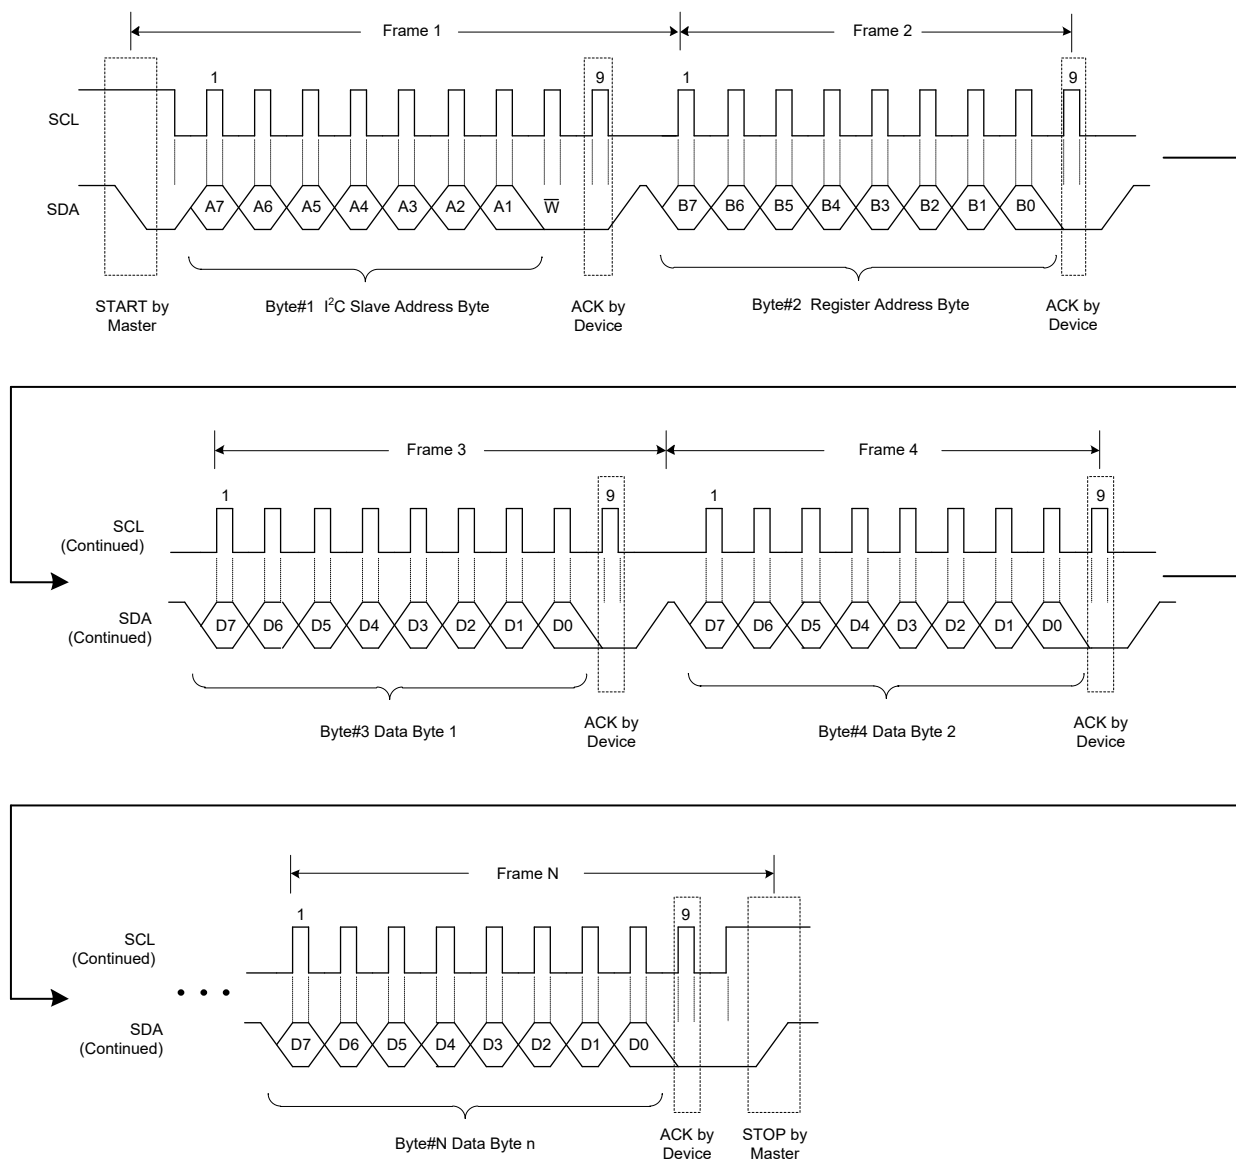 Frame 1 Frame 2
1 9 1 9
SCL
SDA A7 A6 A5 A4 A3 A2 A1 W̅ B7 B6 B5 B4 B3 B2 B1 B0
START by Master
Byte#1 I²C Slave Address Byte
ACK by Device
Byte#2 Register Address Byte
ACK by Device
Frame 3 Frame 4
1 9 1 9
SCL (Continued)
SDA (Continued) D7 D6 D5 D4 D3 D2 D1 D0 D7 D6 D5 D4 D3 D2 D1 D0
Byte#3 Data Byte 1
ACK by Device
Byte#4 Data Byte 2
ACK by Device
Frame N
1 9
SCL (Continued)
• • •
SDA (Continued) D7 D6 D5 D4 D3 D2 D1 D0
Byte#N Data Byte n
ACK by Device
STOP by Master